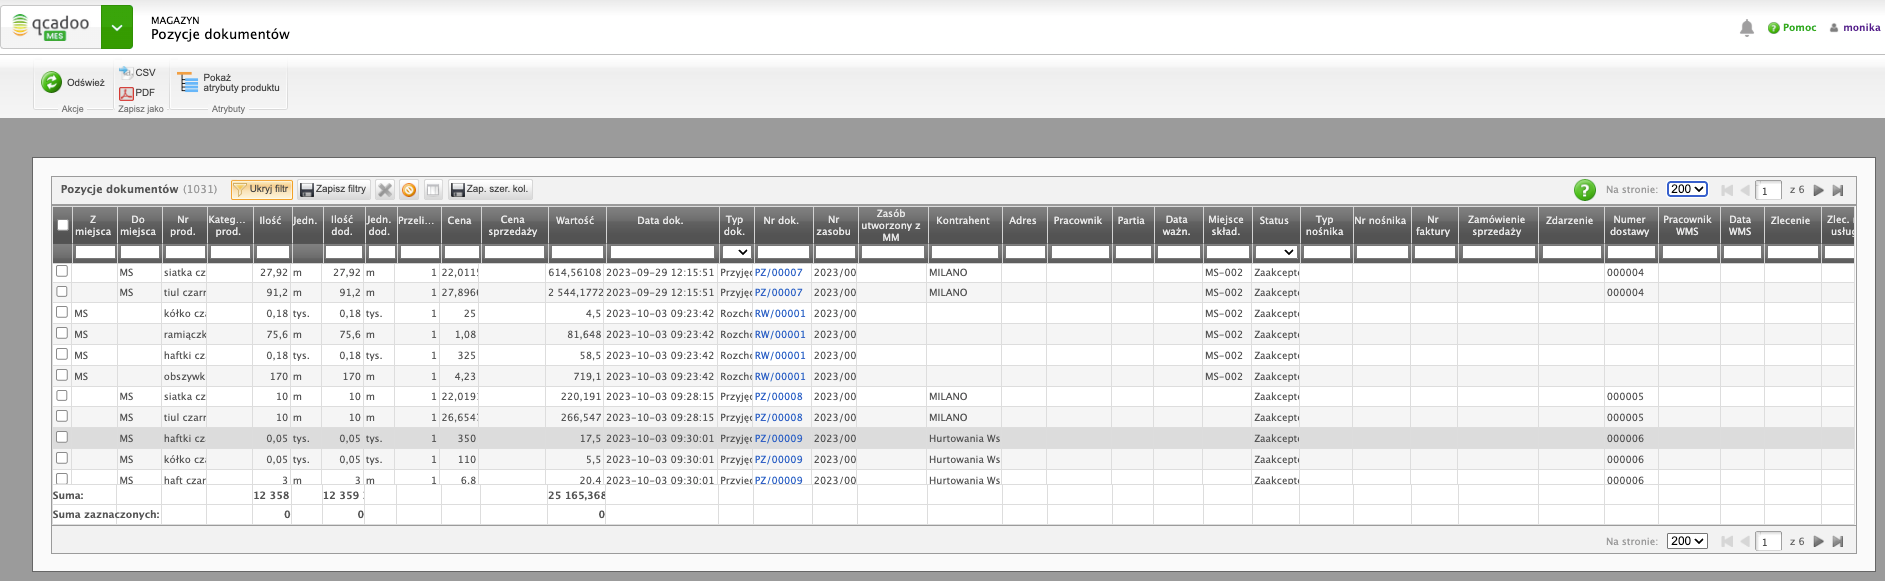 qcadoo
MES
MAGAZYN
Pozycje dokumentów
Pomoc
monika
Odśwież
CSV
PDF
Pokaż
atrybuty produktu
Akcje
Zapisz jako
Atrybuty
Pozycje dokumentów (1031) Ukryj filtr Zapisz filtry Zap. szer. kol. ? Na stronie: 200 1 z 6
Z miejsca Do miejsca Nr prod. Kateg... prod. Ilość Jedn. Ilość dod. Jedn. dod. Przeli... Cena Cena sprzedaży Wartość Data dok. Typ dok. Nr dok. Nr zasobu Zasób utworzony z MM Kontrahent Adres Pracownik Partia Data ważn. Miejsce skład. Status Typ nośnika Nr nośnika Nr faktury Zamówienie sprzedaży Zdarzenie Numer dostawy Pracownik WMS Data WMS Zlecenie Zlec.
MS siatka cz 27,92 m 27,92 m 1 22,011 614,56108 2023-09-29 12:15:51 Przyję PZ/00007 2023/00 MILANO MS-002 Zaakcept 000004
MS tiul czarr 91,2 m 91,2 m 1 27,896 2 544,1772 2023-09-29 12:15:51 Przyję PZ/00007 2023/00 MILANO MS-002 Zaakcept 000004
MS kółko cz 0,18 tys. 0,18 tys. 1 25 4,5 2023-10-03 09:23:42 Rozch RW/00001 2023/00 MS-002 Zaakcept
MS ramiączk 75,6 m 75,6 m 1 1,08 81,648 2023-10-03 09:23:42 Rozch RW/00001 2023/00 MS-002 Zaakcept
MS haftki cz 0,18 tys. 0,18 tys. 1 325 58,5 2023-10-03 09:23:42 Rozch RW/00001 2023/00 MS-002 Zaakcept
MS obszywk 170 m 170 m 1 4,23 719,1 2023-10-03 09:23:42 Rozch RW/00001 2023/00 MS-002 Zaakcept
MS siatka cz 10 m 10 m 1 22,019 220,191 2023-10-03 09:28:15 Przyję PZ/00008 2023/00 MILANO Zaakcept 000005
MS tiul czarr 10 m 10 m 1 26,654 266,547 2023-10-03 09:28:15 Przyję PZ/00008 2023/00 MILANO Zaakcept 000005
MS haftki cz 0,05 tys. 0,05 tys. 1 350 17,5 2023-10-03 09:30:01 Przyję PZ/00009 2023/00 Hurtowania Ws Zaakcept 000006
MS kółko cz 0,05 tys. 0,05 tys. 1 110 5,5 2023-10-03 09:30:01 Przyję PZ/00009 2023/00 Hurtowania Ws Zaakcept 000006
MS haft czar 3 m 3 m 1 6,8 20,4 2023-10-03 09:30:01 Przyję PZ/00009 2023/00 Hurtowania Ws Zaakcept 000006
Suma: 12 358 12 359 25 165,368
Suma zaznaczonych: 0 0 0
Na stronie: 200 1 z 6